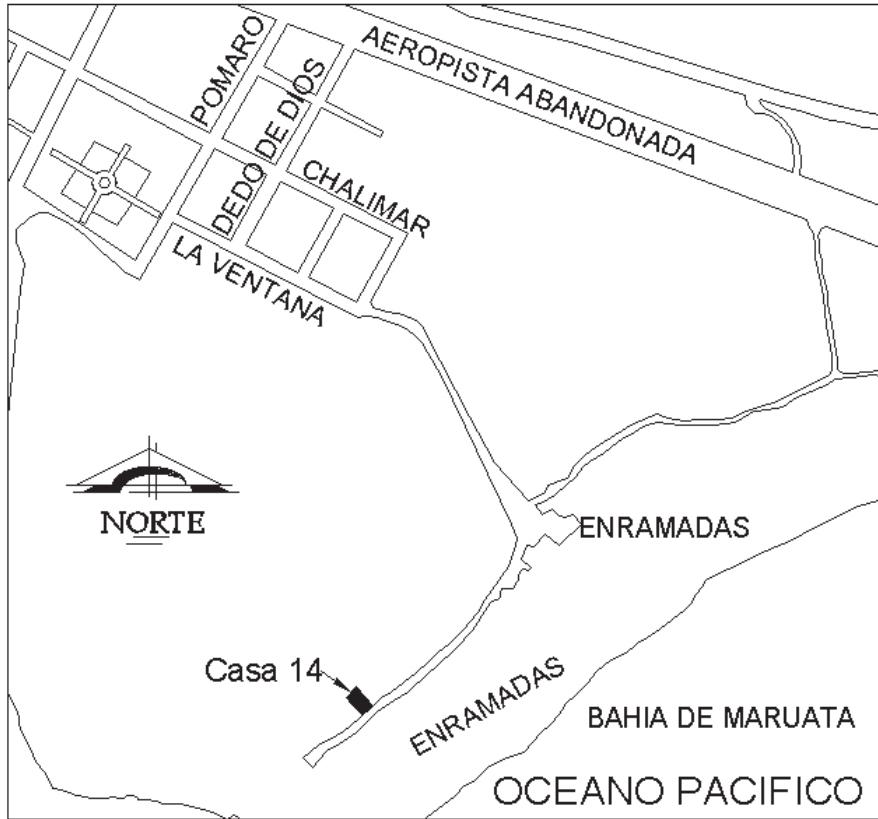 AEROPISTA ABANDONADA
POMARO
DEDO DE DIOS
CHALIMAR
LA VENTANA
NORTE
ENRAMADAS
Casa 14
ENRAMADAS
BAHIA DE MARUATA
OCEANO PACIFICO